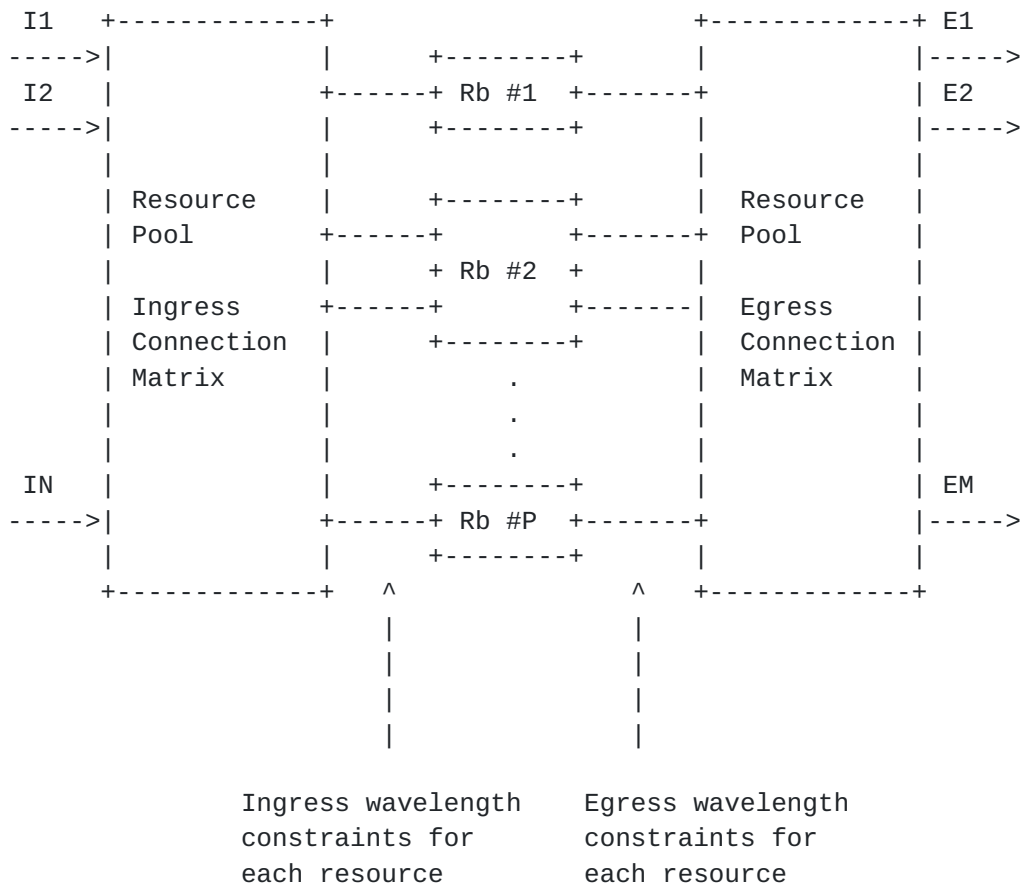 I1    +-------------+                       +-------------+ E1
----->|             |      +--------+       |             |----->
I2    |             +------+ Rb #1  +-------+             | E2
----->|             |      +--------+       |             |----->
      |             |                       |             |
      | Resource    |      +--------+       |  Resource   |
      | Pool        +------+        +-------+  Pool       |
      |             |      + Rb #2  +       |             |
      | Ingress     +------+        +-------|  Egress     |
      | Connection  |      +--------+       |  Connection |
      | Matrix      |           .           |  Matrix     |
      |             |           .           |             |
      |             |           .           |             |
IN    |             |      +--------+       |             | EM
----->|             +------+ Rb #P  +-------+             |----->
      |             |      +--------+       |             |
      +-------------+   ^               ^   +-------------+
                        |               |
                        |               |
                        |               |
                        |               |
              Ingress wavelength    Egress wavelength
              constraints for       constraints for
              each resource         each resource